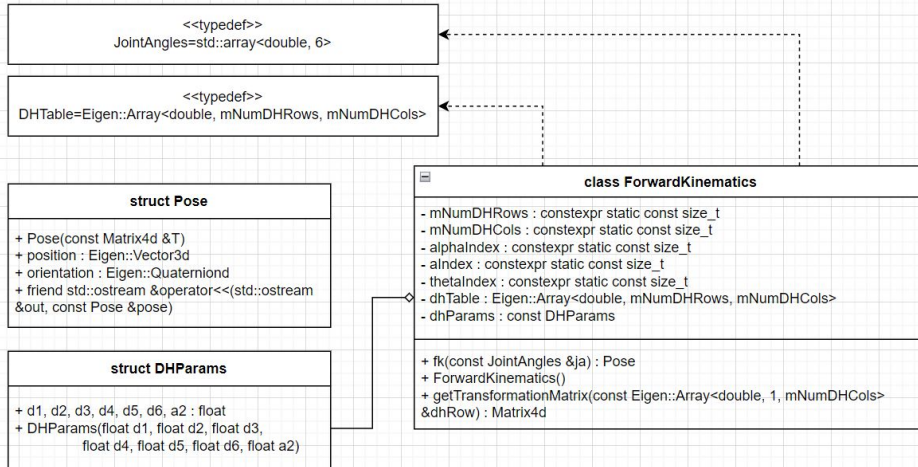 <<typedef>>
JointAngles=std::array<double, 6>
<<typedef>>
DHTable=Eigen::Array<double, mNumDHRows, mNumDHCols>
struct Pose
+ Pose(const Matrix4d &T)
+ position : Eigen::Vector3d
+ orientation : Eigen::Quaterniond
+ friend std::ostream &operator<<(std::ostream
&out, const Pose &pose)
struct DHParams
+ d1, d2, d3, d4, d5, d6, a2 : float
+ DHParams(float d1, float d2, float d3,
float d4, float d5, float d6, float a2)
class ForwardKinematics
- mNumDHRows : constexpr static const size_t
- mNumDHCols : constexpr static const size_t
- alphaIndex : constexpr static const size_t
- aIndex : constexpr static const size_t
- thetaIndex : constexpr static const size_t
- dhTable : Eigen::Array<double, mNumDHRows, mNumDHCols>
- dhParams : const DHParams
+ fk(const JointAngles &ja) : Pose
+ ForwardKinematics()
+ getTransformationMatrix(const Eigen::Array<double, 1, mNumDHCols>
&dhRow) : Matrix4d